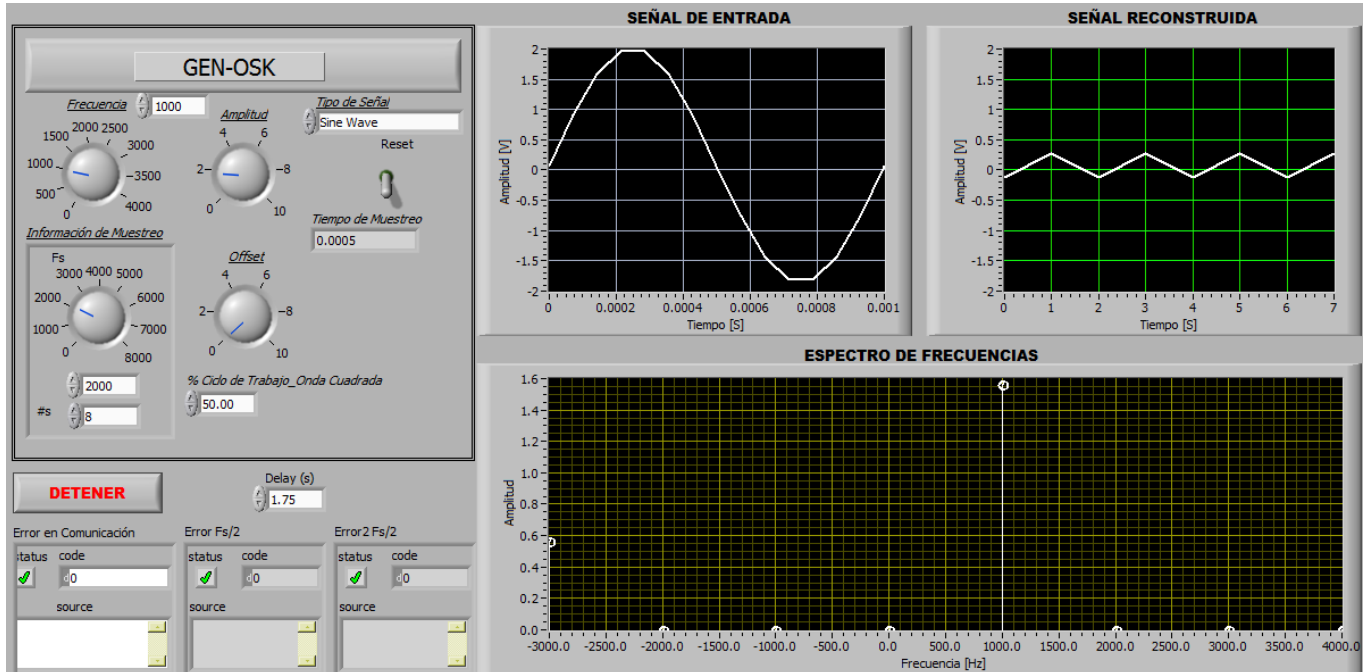 GEN-OSK
Frecuencia
1000
0
500
1000
1500
2000
2500
3000
3500
4000
Amplitud
0
2
4
6
8
10
Tipo de Señal
Sine Wave
Reset
Tiempo de Muestreo
0.0005
Información de Muestreo
Fs
0
1000
2000
3000
4000
5000
6000
7000
8000
2000
#s
8
Offset
0
2
4
6
8
10
% Ciclo de Trabajo_Onda Cuadrada
50.00
DETENER
Delay (s)
1.75
Error en Comunicación
status code
d0
source
Error Fs/2
status code
d0
source
Error2 Fs/2
status code
d0
source
SEÑAL DE ENTRADA
Amplitud [V]
2
1.5
1
0.5
0
-0.5
-1
-1.5
-2
0 0.0002 0.0004 0.0006 0.0008 0.001
Tiempo [S]
SEÑAL RECONSTRUIDA
Amplitud [V]
2
1.5
1
0.5
0
-0.5
-1
-1.5
-2
0 1 2 3 4 5 6 7
Tiempo [S]
ESPECTRO DE FRECUENCIAS
Amplitud
1.6
1.4
1.2
1.0
0.8
0.6
0.4
0.2
0.0
-3000.0 -2500.0 -2000.0 -1500.0 -1000.0 -500.0 0.0 500.0 1000.0 1500.0 2000.0 2500.0 3000.0 3500.0 4000.0
Frecuencia [Hz]